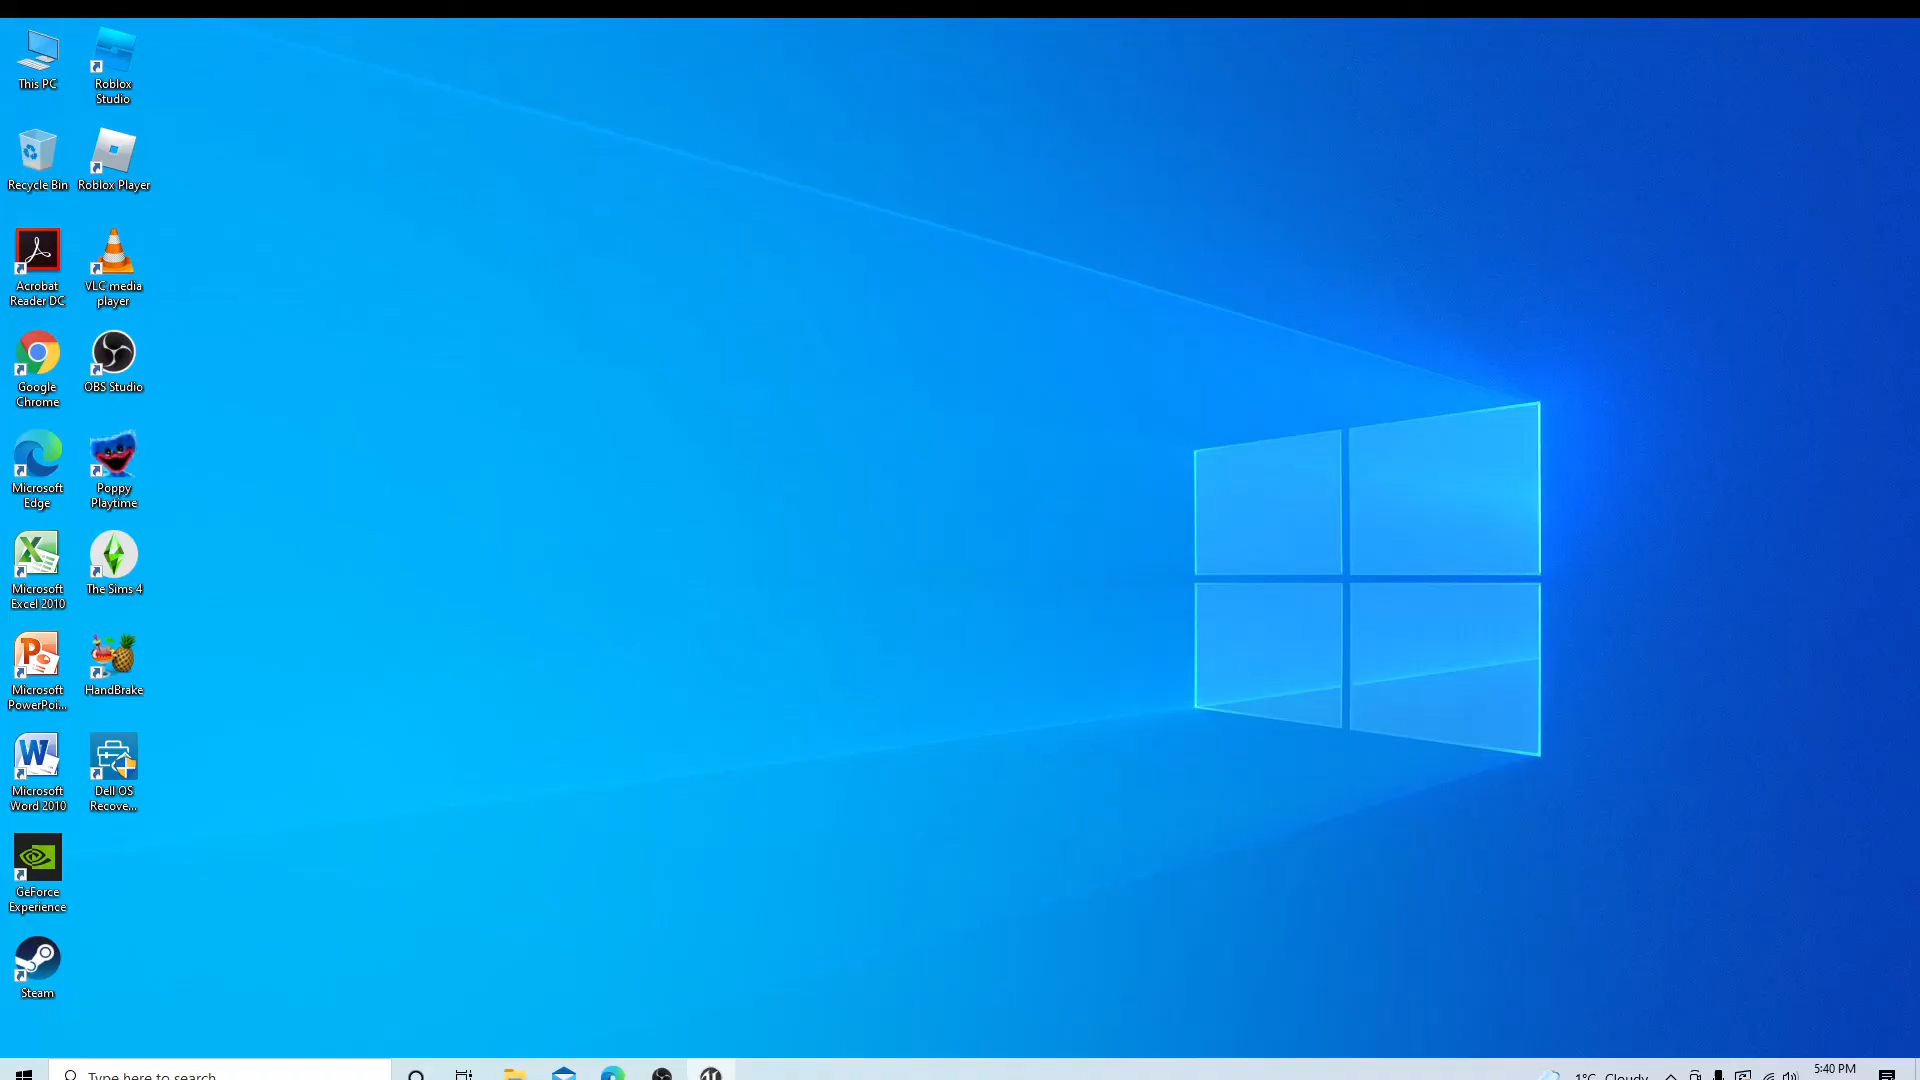 This PC
Roblox
Studio
Recycle Bin
Roblox Player
Acrobat
Reader DC
VLC media
player
Google
Chrome
OBS Studio
Microsoft
Edge
Poppy
Playtime
Microsoft
Excel 2010
The Sims 4
Microsoft
PowerPoi...
HandBrake
Microsoft
Word 2010
Dell OS
Recove...
GeForce
Experience
Steam
Type here to search
1°C Cloudy
5:40 PM